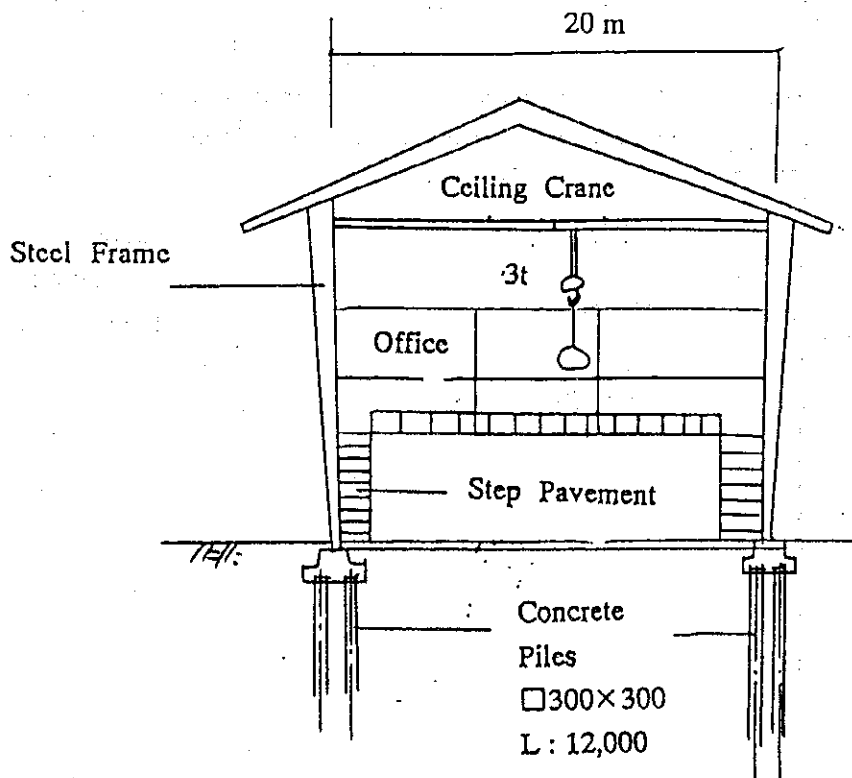 20 m
Ceiling Crane
Steel Frame
3t
Office
Step Pavement
Concrete
Piles
□300×300
L : 12,000